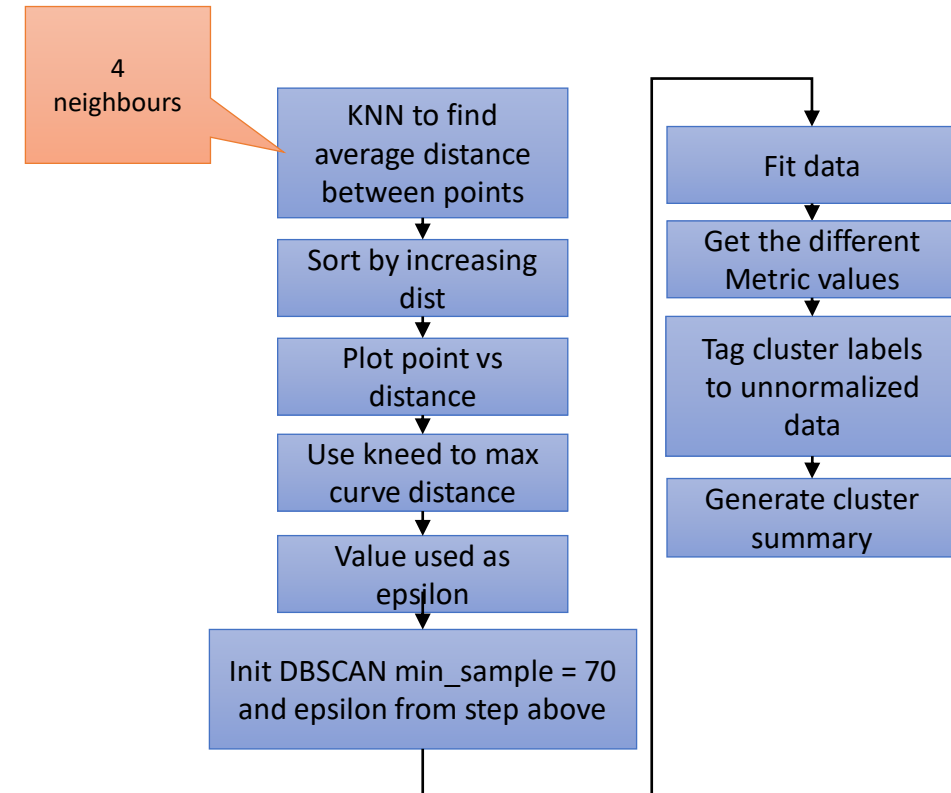 4
neighbours
KNN to find
average distance
between points
Sort by increasing
dist
Plot point vs
distance
Use kneed to max
curve distance
Value used as
epsilon
Init DBSCAN min_sample = 70
and epsilon from step above
Fit data
Get the different
Metric values
Tag cluster labels
to unnormalized
data
Generate cluster
summary